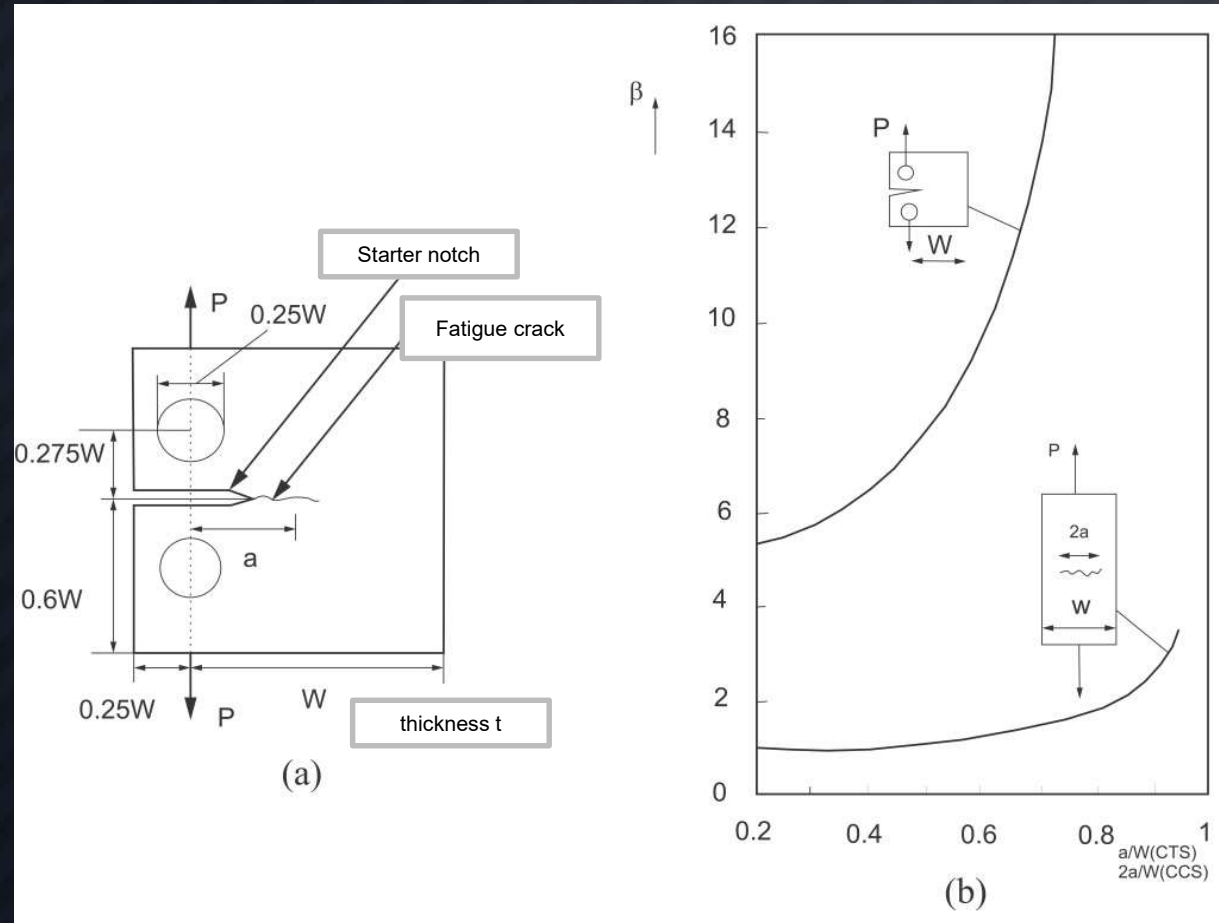 Starter notch
Fatigue crack
P
0.25W
0.275W
a
0.6W
0.25W
P
W
thickness t
(a)
β
16
14
12
10
8
6
4
2
0
P
W
P
2a
W
0.2
0.4
0.6
0.8
1
a/W(CTS)
2a/W(CCS)
(b)